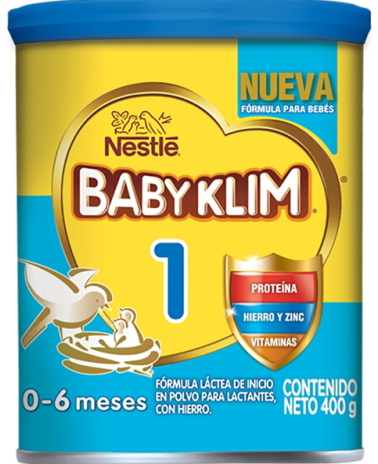 NUEVA
FÓRMULA PARA BEBÉS
Nestlé®
BABY KLIM®
1
PROTEÍNA
HIERRO Y ZINC
VITAMINAS
0-6 meses
FÓRMULA LÁCTEA DE INICIO
EN POLVO PARA LACTANTES,
CON HIERRO.
CONTENIDO
NETO 400 g